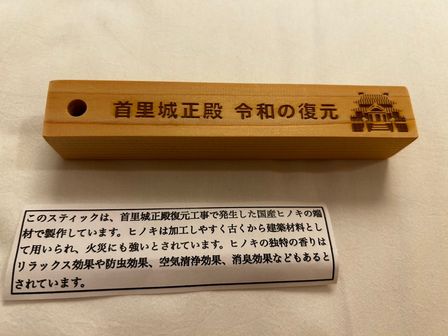 首里城正殿 令和の復元
このスティックは、首里城正殿復元工事で発生した国産ヒノキの端
材で製作しています。ヒノキは加工しやすく古くから建築材料とし
て用いられ、火災にも強いとされています。ヒノキの独特の香りは
リラックス効果や防虫効果、空気清浄効果、消臭効果などもあると
されています。